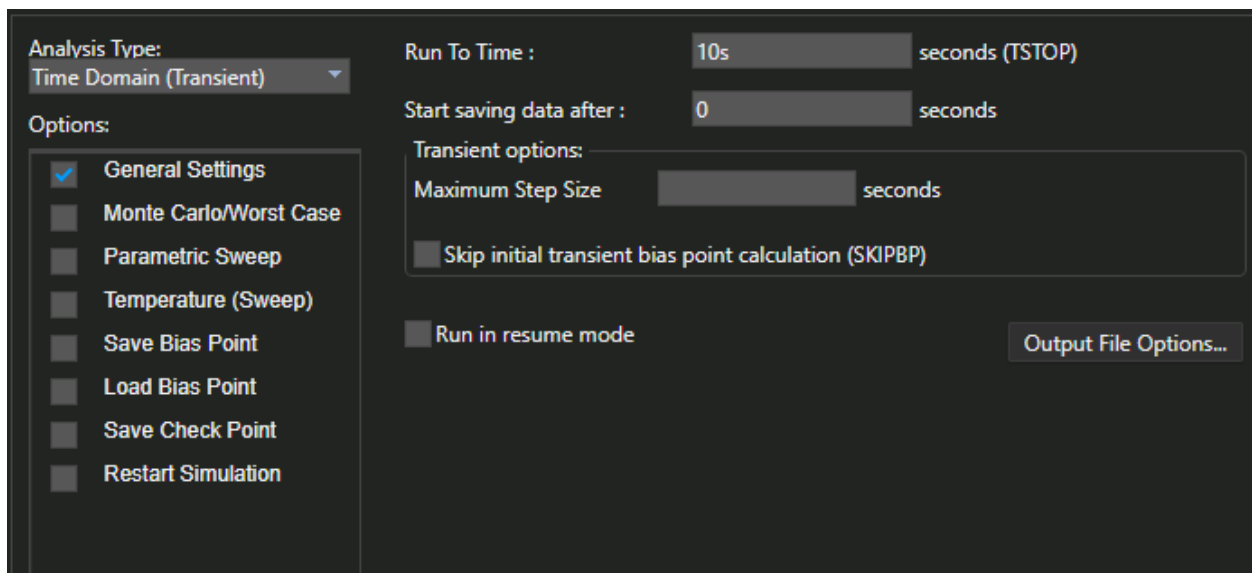 Analysis Type:
Time Domain (Transient)
Options:
General Settings
Monte Carlo/Worst Case
Parametric Sweep
Temperature (Sweep)
Save Bias Point
Load Bias Point
Save Check Point
Restart Simulation
Run To Time : 10s seconds (TSTOP)
Start saving data after : 0 seconds
Transient options:
Maximum Step Size seconds
Skip initial transient bias point calculation (SKIPBP)
Run in resume mode
Output File Options...